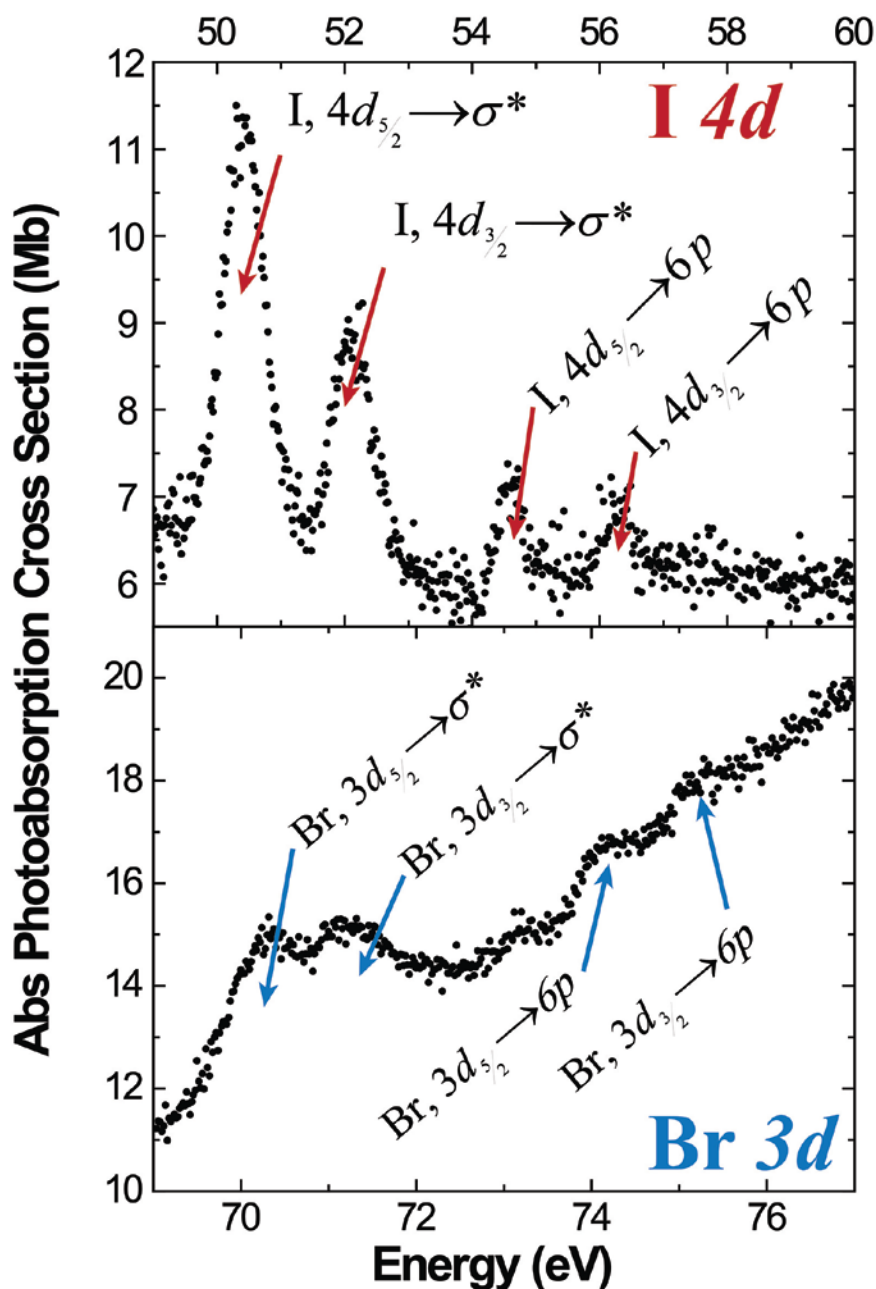 50 52 54 56 58 60
12
11
10
9
8
7
6
I 4d
I, 4d5/2 → σ*
I, 4d3/2 → σ*
I, 4d5/2 → 6p
I, 4d3/2 → 6p
Abs Photoabsorption Cross Section (Mb)
20
18
16
14
12
10
Br, 3d5/2 → σ*
Br, 3d3/2 → σ*
Br, 3d5/2 → 6p
Br, 3d3/2 → 6p
Br 3d
70 72 74 76
Energy (eV)